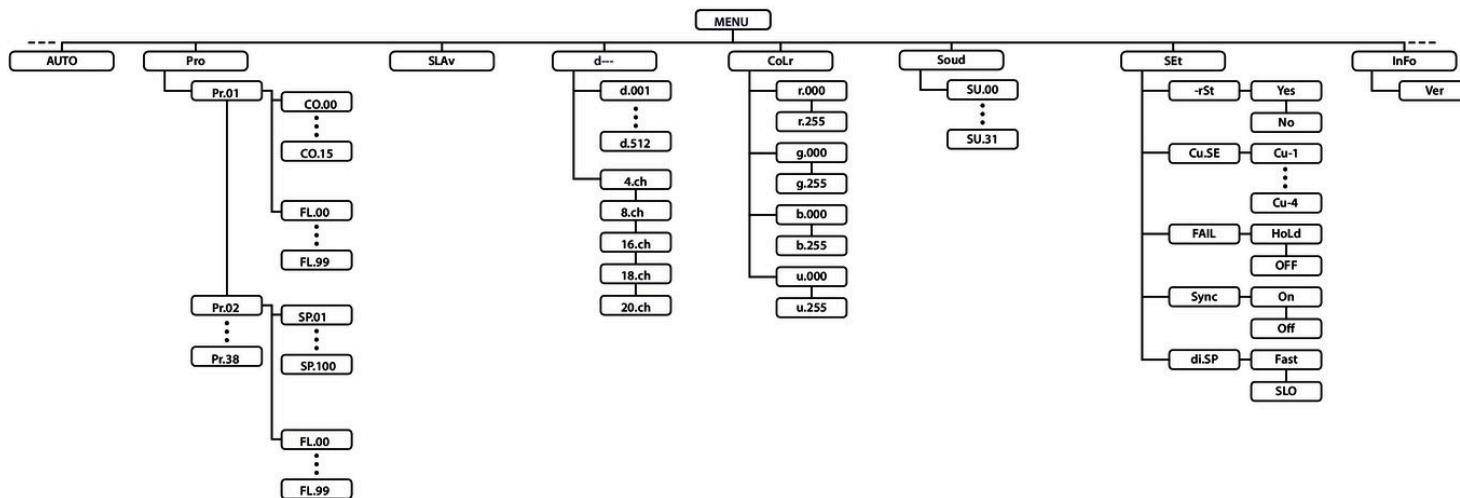 MENU
AUTO
Pro
SLAv
d---
CoLr
Soud
SEt
InFo
Pr.01
CO.00
CO.15
FL.00
FL.99
Pr.02
Pr.38
SP.01
SP.100
FL.00
FL.99
d.001
d.512
4.ch
8.ch
16.ch
18.ch
20.ch
r.000
r.255
g.000
g.255
b.000
b.255
u.000
u.255
SU.00
SU.31
-rSt
Yes
No
Cu.SE
Cu-1
Cu-4
FAIL
HoLd
OFF
Sync
On
Off
di.SP
Fast
SLO
Ver